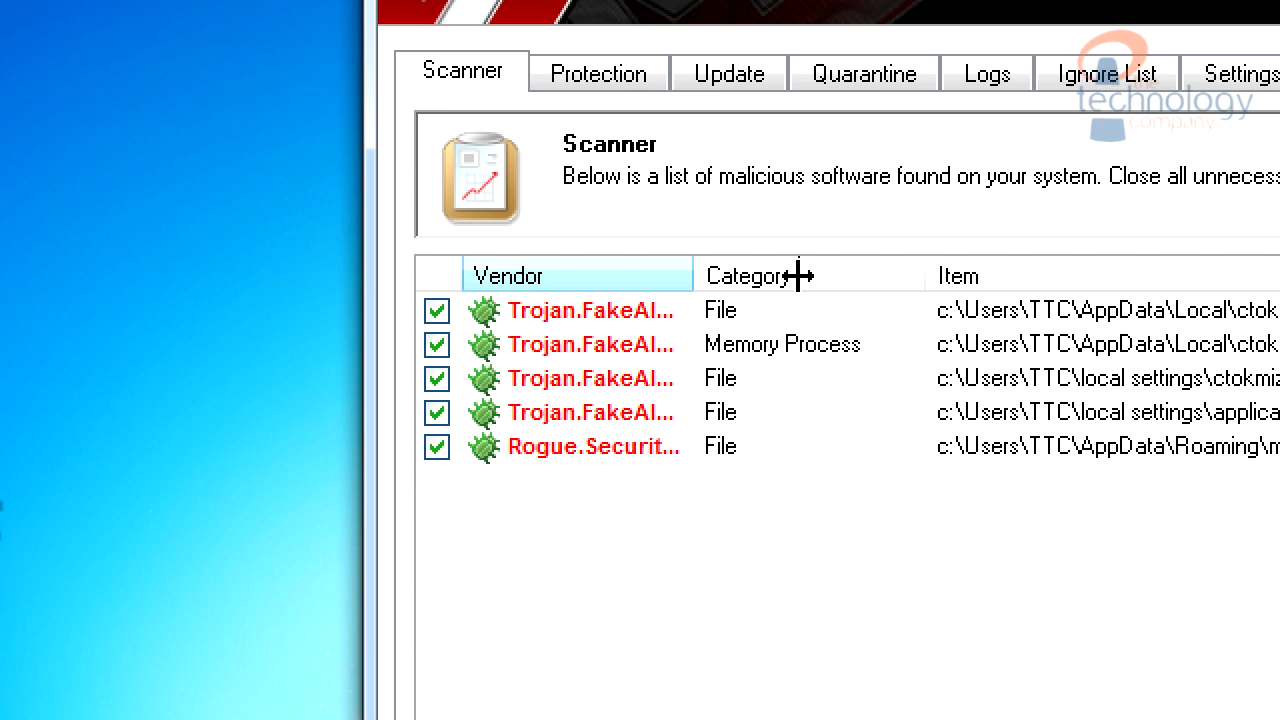 Scanner Protection Update Quarantine Logs Ignore List Settings
the technology company
Scanner
Below is a list of malicious software found on your system. Close all unnecess
Vendor Category Item
Trojan.FakeAl... File c:\Users\TTC\AppData\Local\ctok
Trojan.FakeAl... Memory Process c:\Users\TTC\AppData\Local\ctok
Trojan.FakeAl... File c:\Users\TTC\local settings\ctokmiz
Trojan.FakeAl... File c:\Users\TTC\local settings\applica
Rogue.Securit... File c:\Users\TTC\AppData\Roaming\m